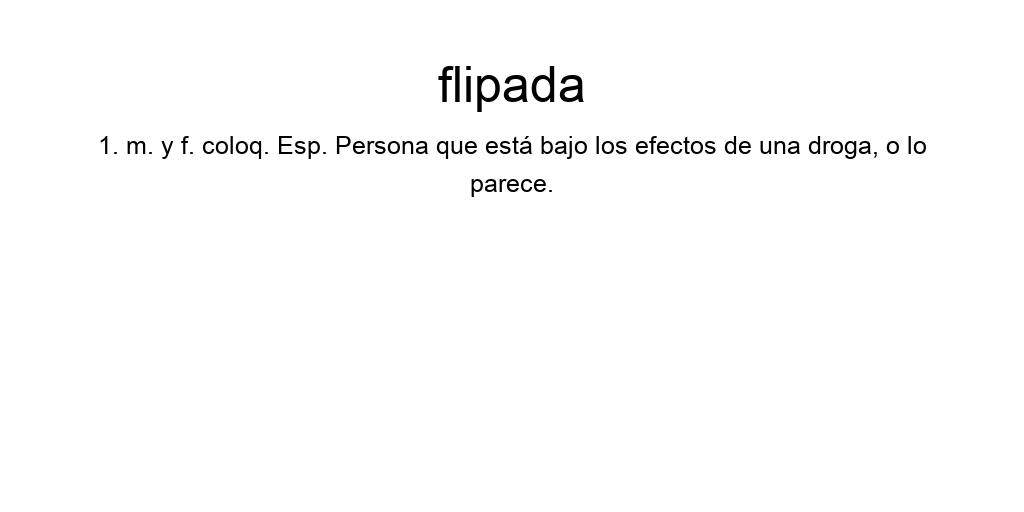 flipada
1. m. y f. coloq. Esp. Persona que está bajo los efectos de una droga, o lo
parece.